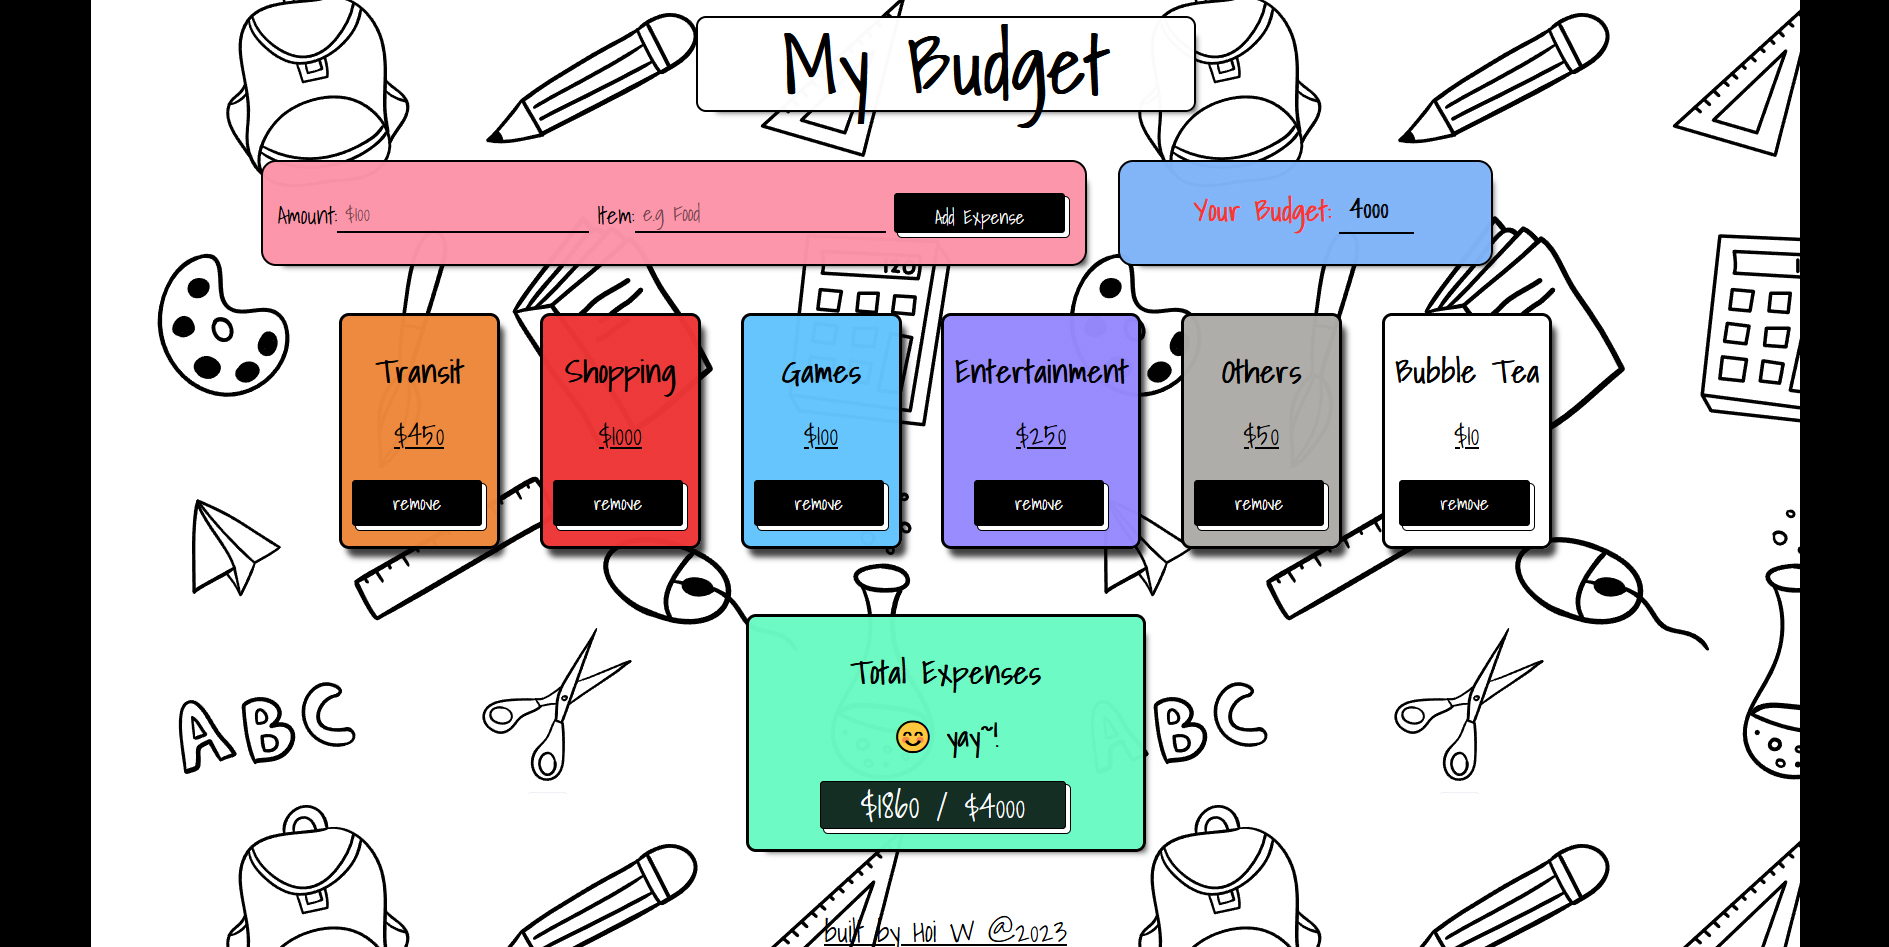 My Budget
Amount: $100 Item: e.g Food Add Expense
Your Budget: 4000
120
Transit Shopping Games Entertainment Others Bubble Tea
$450 $1000 $100 $250 $50 $10
remove remove remove remove remove remove
Total Expenses
😊 yay~!
$1860 / $4000
ABC ABC
built by Hoi W @2023